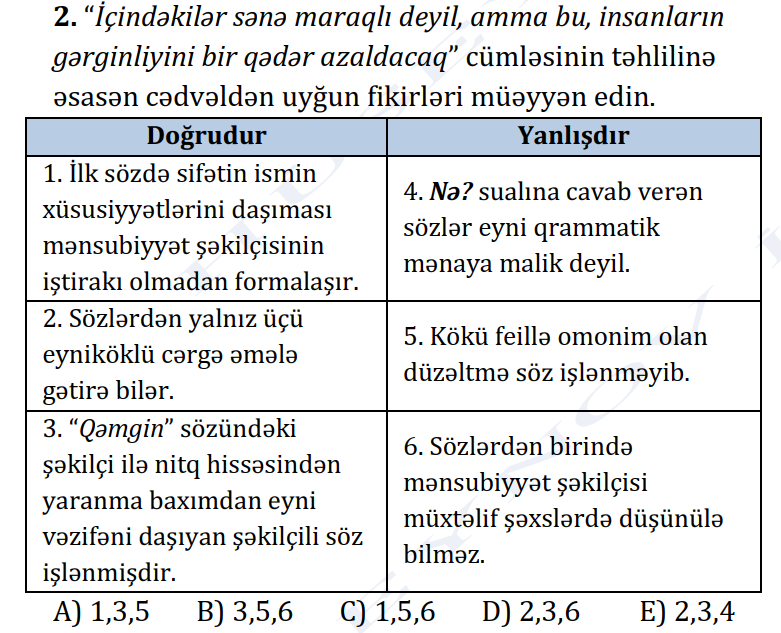 2. “İçindəkilər sənə maraqlı deyil, amma bu, insanların
gərginliyini bir qədər azaldacaq” cümləsinin təhlilinə
əsasən cədvəldən uyğun fikirləri müəyyən edin.
Doğrudur
Yanlışdır
1. İlk sözdə sifətin ismin
xüsusiyyətlərini daşıması
mənsubiyyət şəkilçisinin
iştirakı olmadan formalaşır.
4. Nə? sualına cavab verən
sözlər eyni qrammatik
mənaya malik deyil.
2. Sözlərdən yalnız üçü
eyniköklü cərgə əmələ
gətirə bilər.
5. Kökü feillə omonim olan
düzəltmə söz işlənməyib.
3. “Qəmgin” sözündəki
şəkilçi ilə nitq hissəsindən
yaranma baxımdan eyni
vəzifəni daşıyan şəkilçili söz
işlənmişdir.
6. Sözlərdən birində
mənsubiyyət şəkilçisi
müxtəlif şəxslərdə düşünülə
bilməz.
A) 1,3,5 B) 3,5,6 C) 1,5,6 D) 2,3,6 E) 2,3,4